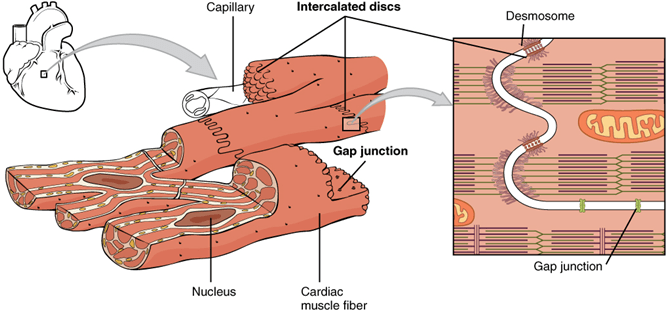 Capillary
Intercalated discs
Desmosome
Gap junction
Nucleus
Cardiac
muscle fiber
Gap junction